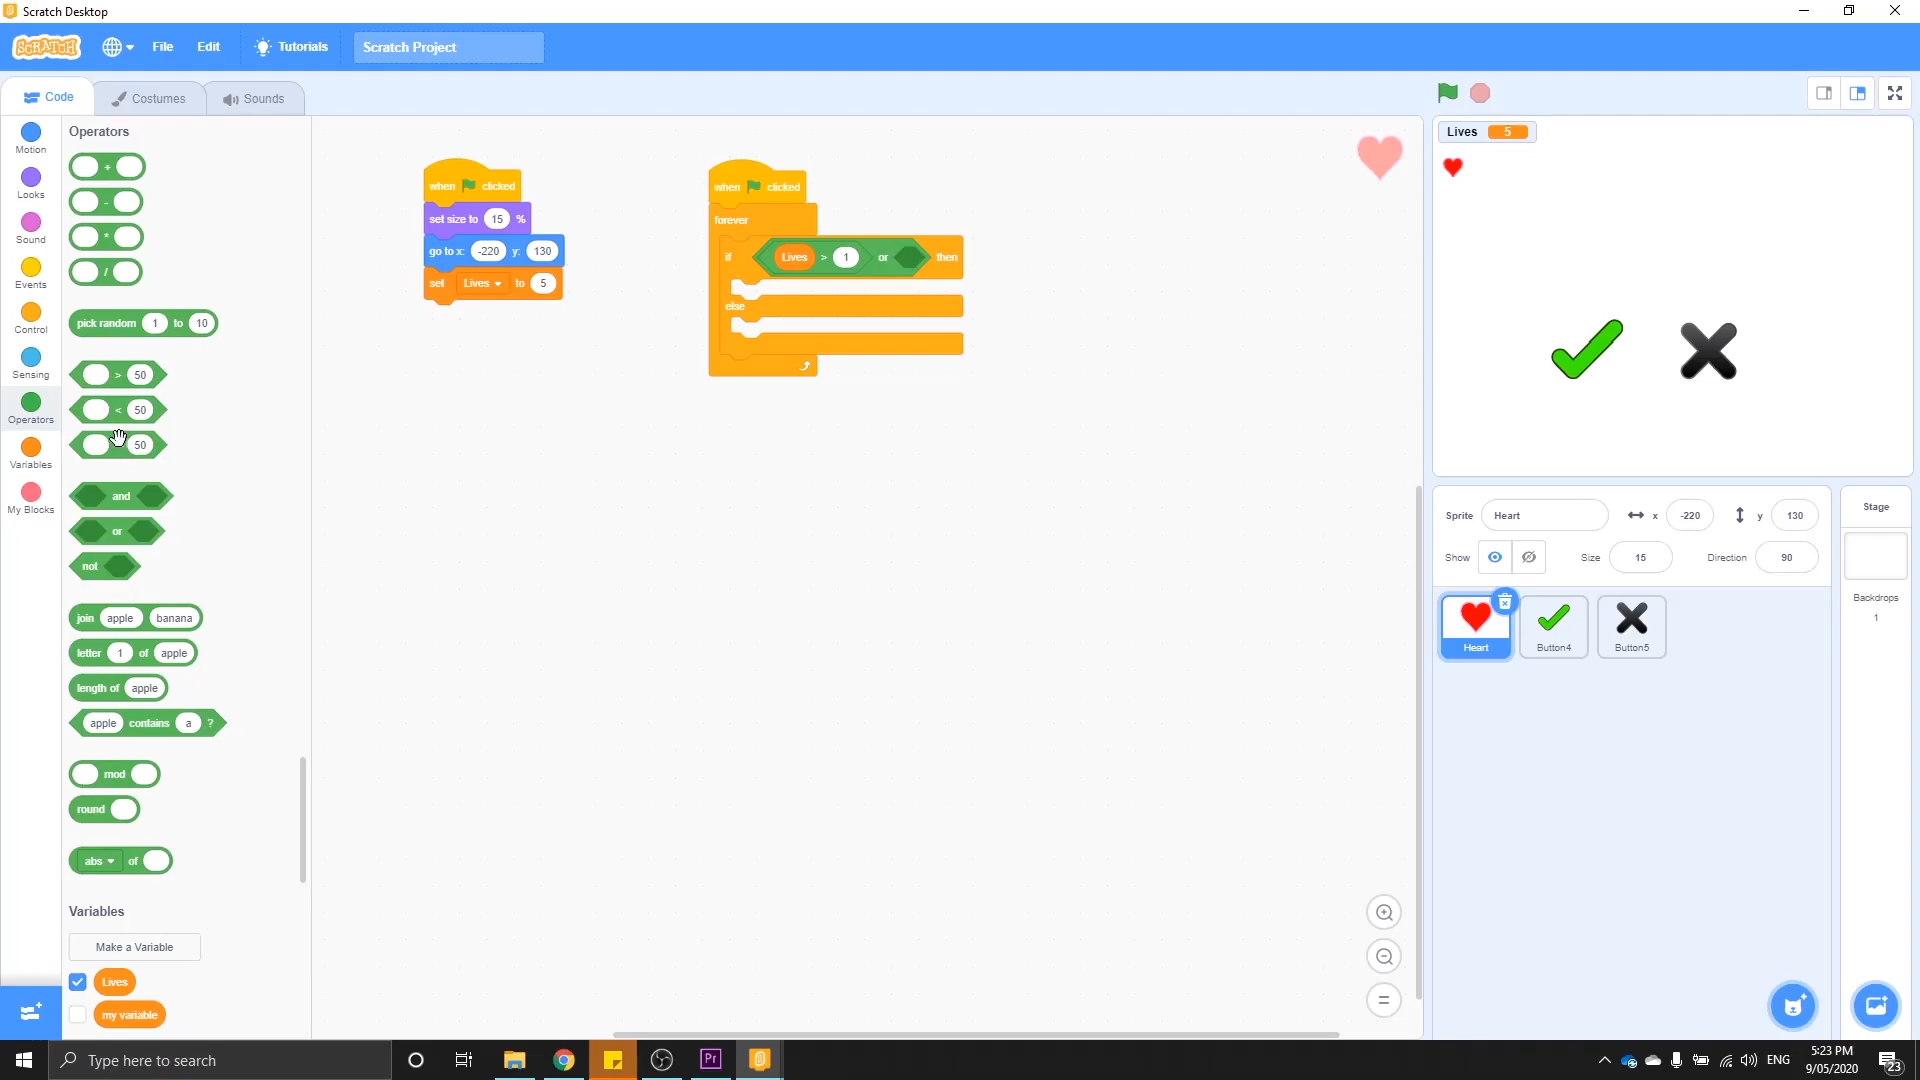 Scratch Desktop
SCRATCH File Edit Tutorials Scratch Project
Code Costumes Sounds
Motion
Looks
Sound
Events
Control
Sensing
Operators
Variables
My Blocks
Operators
+
-
*
/
pick random 1 to 10
> 50
< 50
50
and
or
not
join apple banana
letter 1 of apple
length of apple
apple contains a ?
mod
round
abs of
Variables
Make a Variable
Lives
my variable
when clicked
set size to 15 %
go to x: -220 y: 130
set Lives to 5
when clicked
forever
if Lives > 1 or then
else
Lives 5
Sprite Heart x -220 y 130
Show Size 15 Direction 90
Heart
Button4
Button5
Stage
Backdrops
1
Type here to search
Pr
ENG
5:23 PM
9/05/2020
23